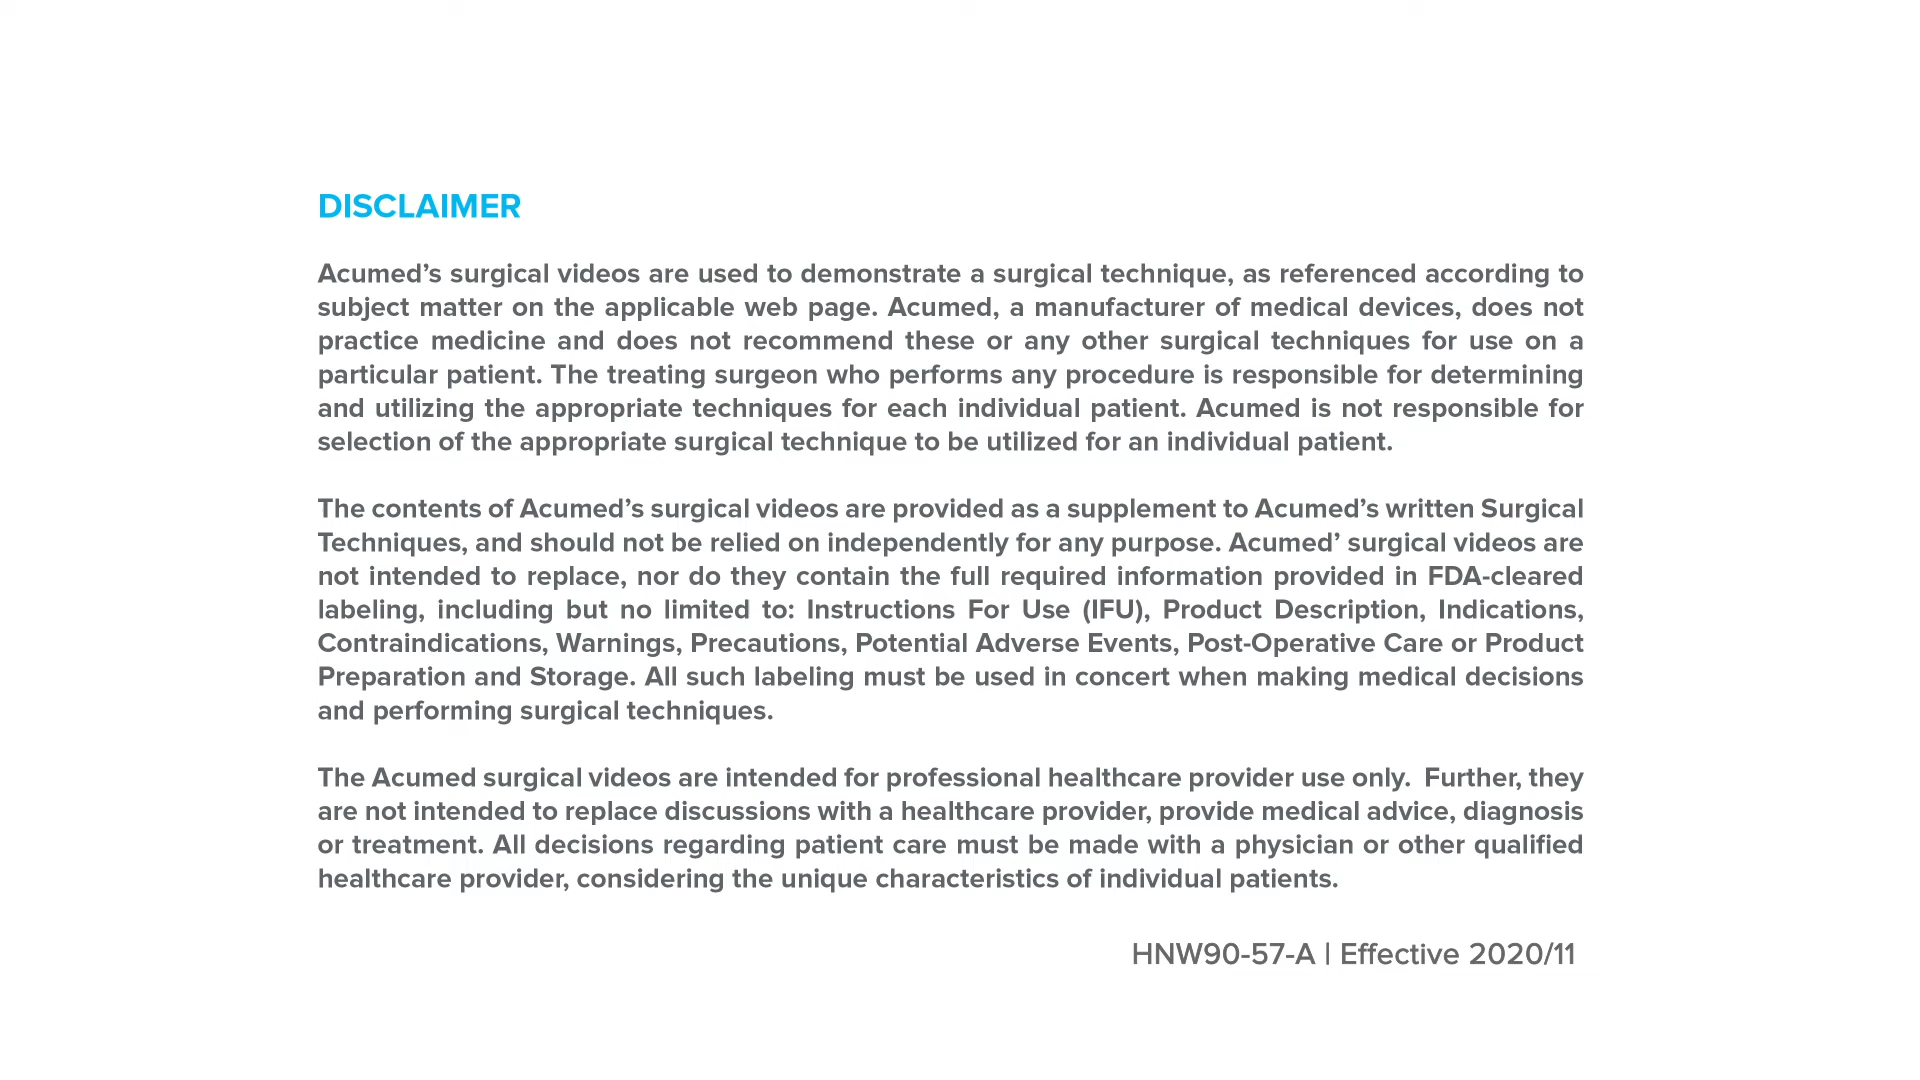 DISCLAIMER
Acumed’s surgical videos are used to demonstrate a surgical technique, as referenced according to
subject matter on the applicable web page. Acumed, a manufacturer of medical devices, does not
practice medicine and does not recommend these or any other surgical techniques for use on a
particular patient. The treating surgeon who performs any procedure is responsible for determining
and utilizing the appropriate techniques for each individual patient. Acumed is not responsible for
selection of the appropriate surgical technique to be utilized for an individual patient.
The contents of Acumed’s surgical videos are provided as a supplement to Acumed’s written Surgical
Techniques, and should not be relied on independently for any purpose. Acumed’ surgical videos are
not intended to replace, nor do they contain the full required information provided in FDA-cleared
labeling, including but no limited to: Instructions For Use (IFU), Product Description, Indications,
Contraindications, Warnings, Precautions, Potential Adverse Events, Post-Operative Care or Product
Preparation and Storage. All such labeling must be used in concert when making medical decisions
and performing surgical techniques.
The Acumed surgical videos are intended for professional healthcare provider use only.  Further, they
are not intended to replace discussions with a healthcare provider, provide medical advice, diagnosis
or treatment. All decisions regarding patient care must be made with a physician or other qualified
healthcare provider, considering the unique characteristics of individual patients.
HNW90-57-A | Effective 2020/11